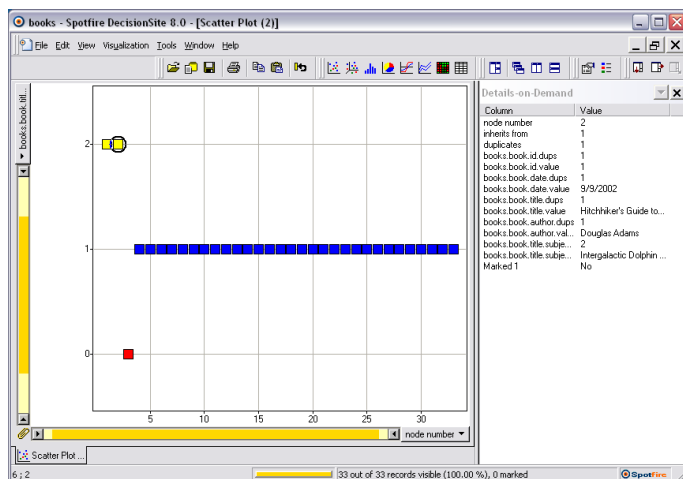 books - Spotfire DecisionSite 8.0 - [Scatter Plot (2)]
File Edit View Visualization Tools Window Help
books.book.titl...
2
1
0
5 10 15 20 25 30
node number
Scatter Plot ...
Details-on-Demand
Column Value
node number 2
inherits from 1
duplicates 1
books.book.id.dups 1
books.book.id.value 1
books.book.date.dups 1
books.book.date.value 9/9/2002
books.book.title.dups 1
books.book.title.value Hitchhiker's Guide to...
books.book.author.dups 1
books.book.author.val... Douglas Adams
books.book.title.subje... 2
books.book.title.subje... Intergalactic Dolphin ...
Marked 1 No
6 ; 2
33 out of 33 records visible (100.00 %), 0 marked
Spotfire